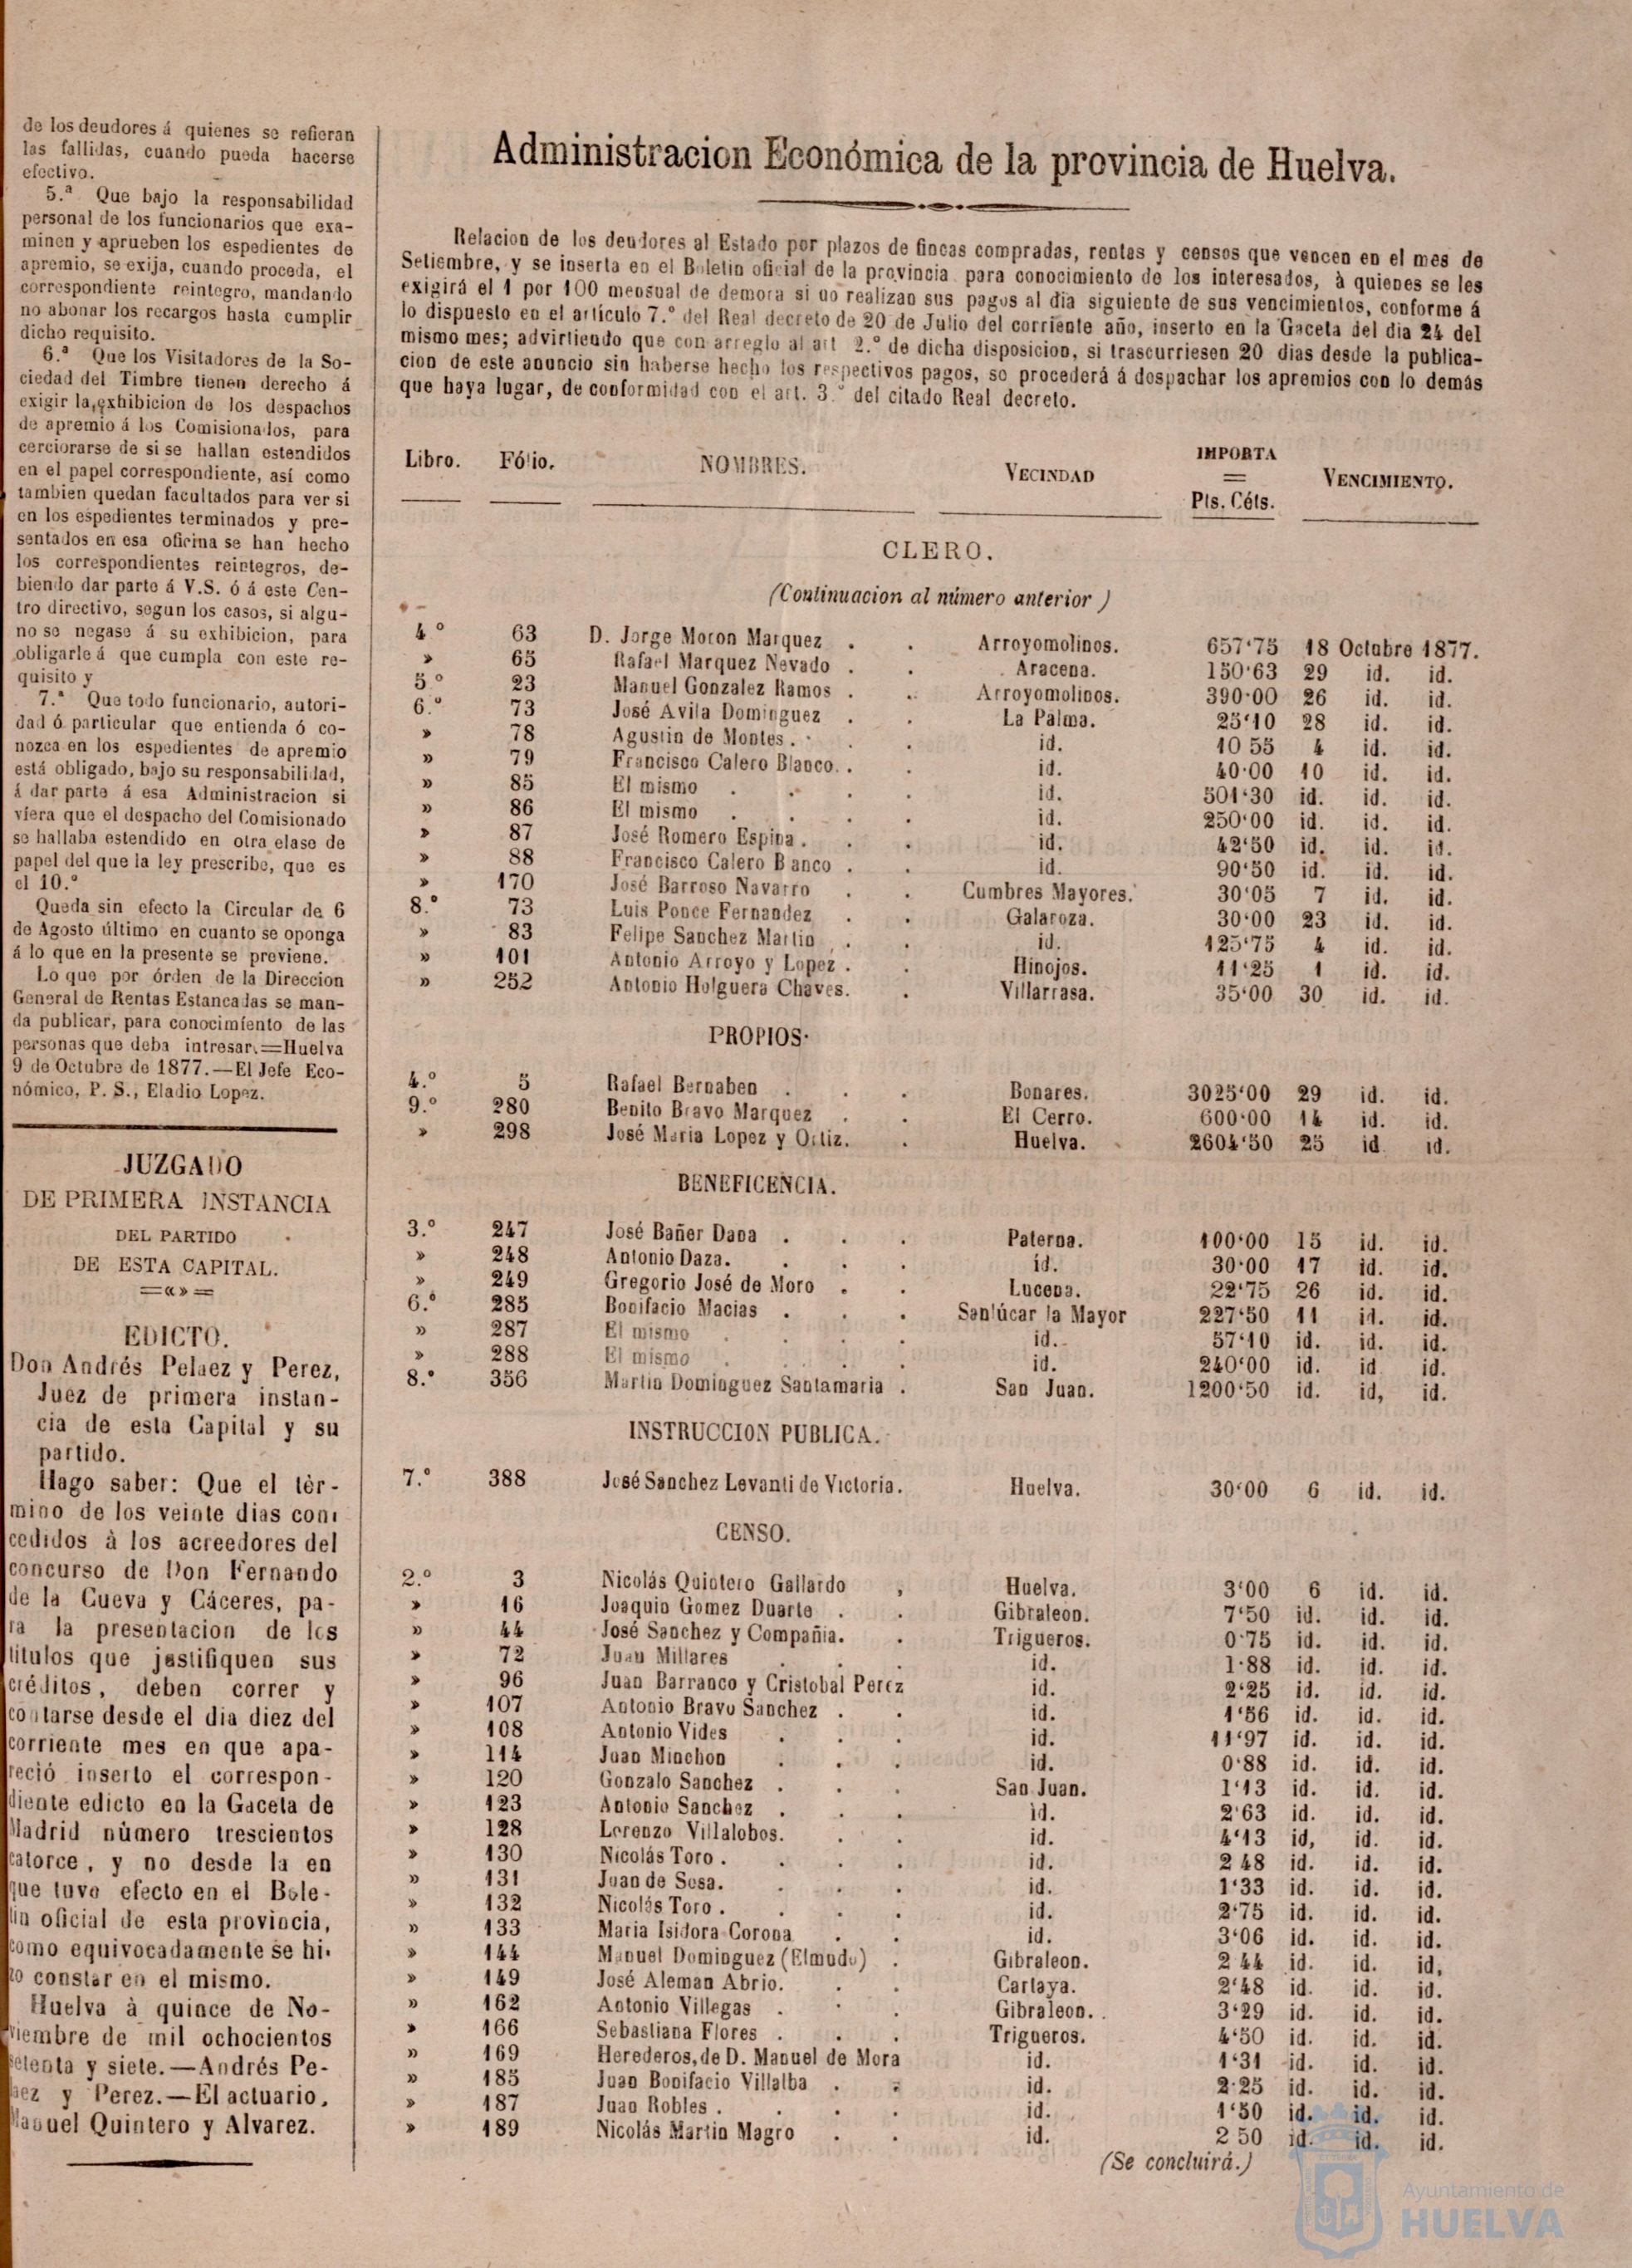 de los deudores á quienes se refieran
las fallidas, cuando pueda hacerse
efectivo.
5.ª Que bajo la responsabilidad
personal de los funcionarios que exa-
minen y aprueben los espedientes de
apremio, se exija, cuando proceda, el
correspondiente reintegro, mandando
no abonar los recargos hasta cumplir
dicho requisito.
6.ª Que los Visitadores de la So-
ciedad del Timbre tienen derecho á
exigir la exhibicion de los despachos
de apremio á los Comisionados, para
cerciorarse de si se hallan estendidos
en el papel correspondiente, así como
tambien quedan facultados para ver si
en los espedientes terminados y pre-
sentados en esa oficina se han hecho
los correspondientes reintegros, de-
biendo dar parte á V.S. ó á este Cen-
tro directivo, segun los casos, si algu-
no se negase á su exhibicion, para
obligarle á que cumpla con este re-
quisito y
7.ª Que todo funcionario, autori-
dad ó particular que entienda ó co-
nozca en los espedientes de apremio
está obligado, bajo su responsabilidad,
á dar parte á esa Administracion si
viera que el despacho del Comisionado
se hallaba estendido en otra elase de
papel del que la ley prescribe, que es
el 10.º
Queda sin efecto la Circular de 6
de Agosto último en cuanto se oponga
á lo que en la presente se previene.
Lo que por órden de la Direccion
General de Rentas Estancadas se man-
da publicar, para conocimiento de las
personas que deba intresar.=Huelva
9 de Octubre de 1877.—El Jefe Eco-
nómico, P. S., Eladio Lopez.
JUZGADO
DE PRIMERA INSTANCIA
DEL PARTIDO
DE ESTA CAPITAL.
=«»=
EDICTO.
Don Andrés Pelaez y Perez,
Juez de primera instan-
cia de esta Capital y su
partido.
Hago saber: Que el tèr-
mino de los veinte dias con-
cedidos à los acreedores del
concurso de Don Fernando
de la Cueva y Cáceres, pa-
ra la presentacion de los
titulos que justifiquen sus
créditos, deben correr y
contarse desde el dia diez del
corriente mes en que apa-
reció inserto el correspon-
diente edicto en la Gaceta de
Madrid nùmero trescientos
catorce, y no desde la en
que tuvo efecto en el Bole-
tin oficial de esta provincia,
como equivocadamente se hi-
zo constar en el mismo.
Huelva à quince de No-
viembre de mil ochocientos
setenta y siete.—Andrés Pe-
laez y Perez.—El actuario,
Manuel Quintero y Alvarez.
Administracion Económica de la provincia de Huelva.
Relacion de los deudores al Estado por plazos de fincas compradas, rentas y censos que vencen en el mes de
Setiembre, y se inserta en el Boletin oficial de la provincia para conocimiento de los interesados, à quienes se les
exigirá el 1 por 100 mensual de demora si no realizan sus pagos al dia siguiente de sus vencimientos, conforme á
lo dispuesto en el articulo 7.º del Real decreto de 20 de Julio del corriente año, inserto en la Gaceta del dia 24 del
mismo mes; advirtiendo que con arreglo al art 2.º de dicha disposicion, si trascurriesen 20 dias desde la publica-
cion de este anuncio sin haberse hecho los respectivos pagos, se procederá á despachar los apremios con lo demás
que haya lugar, de conformidad con el art. 3.º del citado Real decreto.
Libro. Fólio. NOMBRES. VECINDAD IMPORTA = Pts. Céts. VENCIMIENTO.
CLERO.
(Continuacion al número anterior )
4.º 63 D. Jorge Moron Marquez . . Arroyomolinos. 657‘75 18 Octubre 1877.
» 65 Rafael Marquez Nevado . . Aracena. 150‘63 29 id. id.
5.º 23 Manuel Gonzalez Ramos . . Arroyomolinos. 390·00 26 id. id.
6.º 73 José Avila Dominguez . . La Palma. 25‘10 28 id. id.
» 78 Agustin de Montes . . . id. 10 55 4 id. id.
» 79 Francisco Calero Blanco. . . id. 40·00 10 id. id.
» 85 El mismo . . . . id. 501‘30 id. id. id.
» 86 El mismo . . . . id. 250‘00 id. id. id.
» 87 José Romero Espina . . . id. 42‘50 id. id. id.
» 88 Francisco Calero B anco . . id. 90‘50 id. id. id.
» 170 José Barroso Navarro . . Cumbres Mayores. 30‘05 7 id. id.
8.º 73 Luis Ponce Fernandez . . Galaroza. 30‘00 23 id. id.
» 83 Felipe Sanchez Martin . . id. 125‘75 4 id. id.
» 101 Antonio Arroyo y Lopez . . Hinojos. 11‘25 1 id. id.
» 252 Antonio Holguera Chaves. . Villarrasa. 35‘00 30 id. id.
PROPIOS·
4.º 5 Rafael Bernaben . . . Bonares. 3025‘00 29 id. id.
9.º 280 Benito Bravo Marquez . . El Cerro. 600·00 14 id. id.
» 298 José Maria Lopez y Ortiz. . Huelva. 2604‘50 25 id id.
BENEFICENCIA.
3.º 247 José Bañer Dana . . . Paterna. 100‘00 15 id. id.
» 248 Antonio Daza. . . . id. 30·00 17 id. id.
» 249 Gregorio José de Moro . . Lucena. 22‘75 26 id. id.
6.º 285 Bonifacio Macias . . . Sanlúcar la Mayor 227‘50 11 id. id.
» 287 El mismo . . . . id. 57‘10 id. id. id.
» 288 El mismo . . . . id. 240‘00 id. id id.
8.º 356 Martin Dominguez Santamaria . San Juan. 1200‘50 id. id, id.
INSTRUCCION PUBLICA.
7.º 388 José Sanchez Levanti de Victoria. Huelva. 30‘00 6 id. id.
CENSO.
2.º 3 Nicolás Quintero Gallardo , Huelva. 3‘00 6 id. id.
» 16 Joaquin Gomez Duarte . . Gibraleon. 7‘50 id. id. id.
» 44 José Sanchez y Compañia. . Trigueros. 0·75 id. id. id.
» 72 Juan Millares . . . id. 1·88 id. id. id.
» 96 Juan Barranco y Cristobal Perez id. 2‘25 id. id. id.
» 107 Antonio Bravo Sanchez . . id. 1‘56 id. id. id.
» 108 Antonio Vides . . . id. 11‘97 id. id. id.
» 114 Juan Minchon . . . id. 0·88 id. id. id.
» 120 Gonzalo Sanchez . . . San Juan. 1‘13 id. id. id.
» 123 Antonio Sanchez . . . id. 2‘63 id. id. id.
» 128 Lorenzo Villalobos. . . id. 4‘13 id, id. id.
» 130 Nicolás Toro . . . . id. 2 48 id. id. id.
» 131 Juan de Sosa. . . . id. 1‘33 id. id. id.
» 132 Nicolás Toro . . . . id. 2‘75 id. id. id.
» 133 Maria Isidora Corona . . id. 3‘06 id. id. id.
» 144 Manuel Dominguez (Elmudo) . Gibraleon. 2 44 id. id. id,
» 149 José Aleman Abrio. . . Cartaya. 2‘48 id. id. id.
» 162 Antonio Villegas . . . Gibraleon. 3‘29 id. id. id.
» 166 Sebastiana Flores . . . Trigueros. 4‘50 id. id. id.
» 169 Herederos, de D. Manuel de Mora id. 1‘31 id. id. id.
» 185 Juan Bonifacio Villalba . . id. 2·25 id. id. id.
» 187 Juan Robles . . . . id. 1‘50 id. id. id.
» 189 Nicolás Martin Magro . . id. 2 50 id. id. id.
(Se concluirá.)
Ayuntamiento de
HUELVA